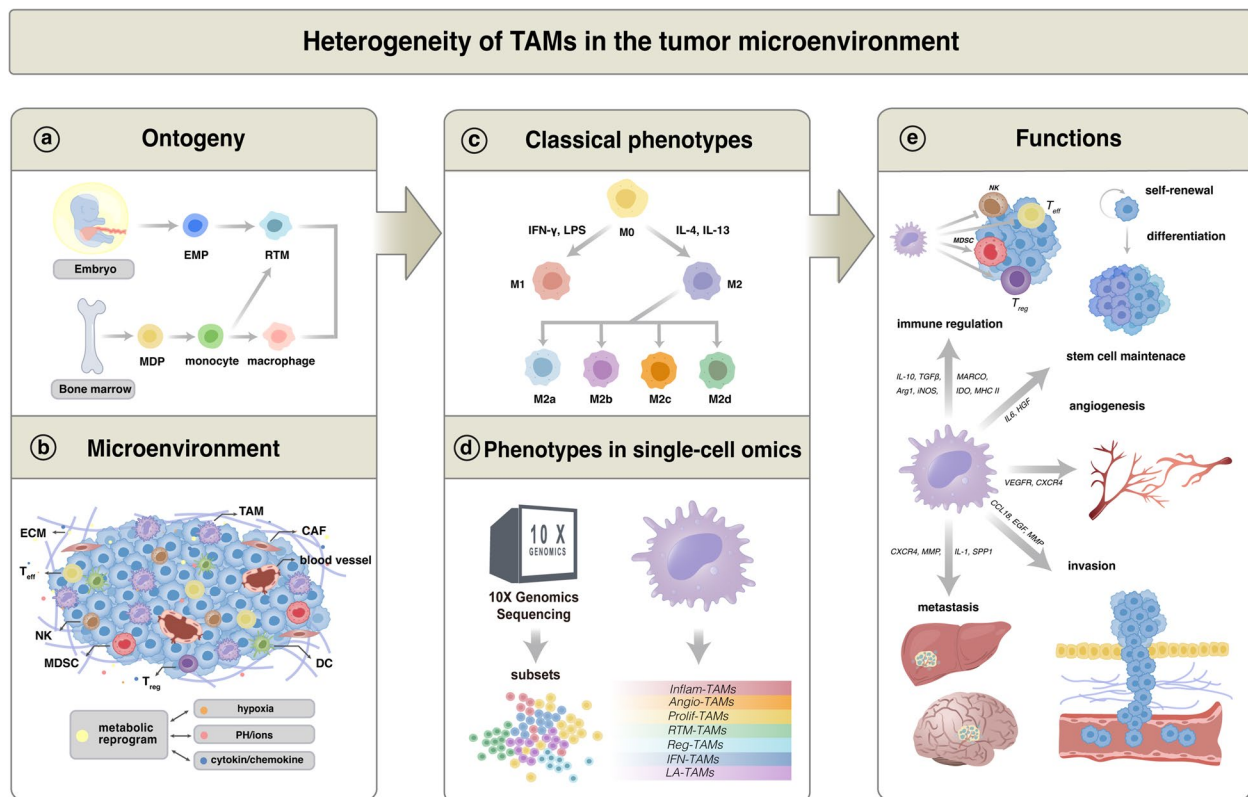 Heterogeneity of TAMs in the tumor microenvironment
a
Ontogeny
Embryo
EMP
RTM
Bone marrow
MDP
monocyte
macrophage
b
Microenvironment
TAM
ECM
CAF
blood vessel
Teff
NK
MDSC
Treg
DC
metabolic
reprogram
hypoxia
PH/ions
cytokin/chemokine
c
Classical phenotypes
M0
IFN-γ, LPS
IL-4, IL-13
M1
M2
M2a
M2b
M2c
M2d
d
Phenotypes in single-cell omics
10 X
GENOMICS
10X Genomics
Sequencing
subsets
Inflam-TAMs
Angio-TAMs
Prolif-TAMs
RTM-TAMs
Reg-TAMs
IFN-TAMs
LA-TAMs
e
Functions
NK
Teff
MDSC
Treg
immune regulation
self-renewal
differentiation
stem cell maintenace
IL-10, TGFβ,
Arg1, iNOS,
MARCO,
IDO, MHC II
IL6, HGF
angiogenesis
VEGFR, CXCR4
CCL18, EGF, MMP
CXCR4, MMP,
IL-1, SPP1
invasion
metastasis